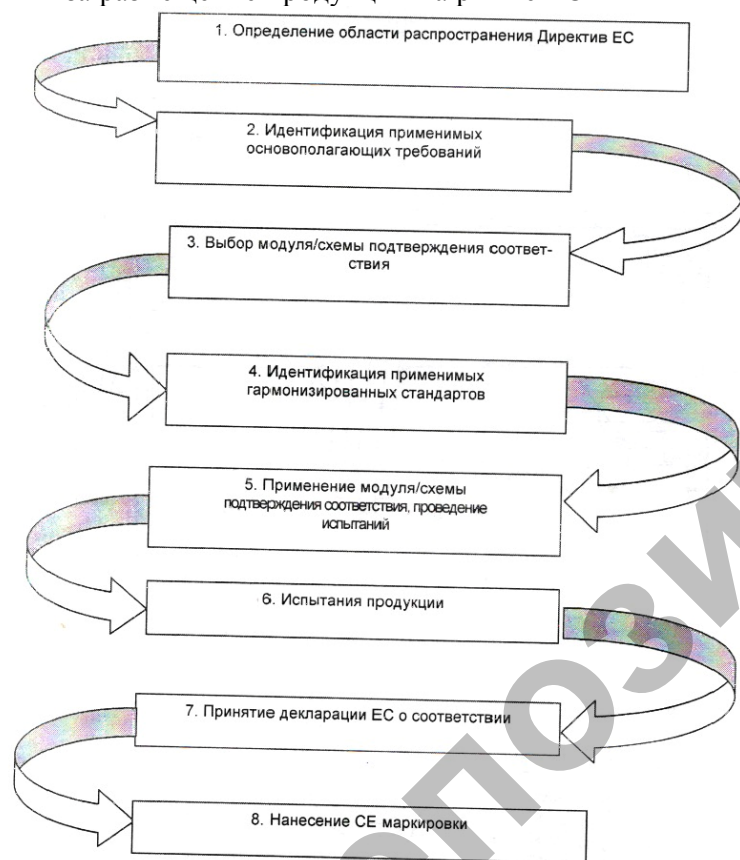 1. Определение области распространения Директив ЕС
2. Идентификация применимых
основополагающих требований
3. Выбор модуля/схемы подтверждения соответ-
ствия
4. Идентификация применимых
гармонизированных стандартов
5. Применение модуля/схемы
подтверждения соответствия, проведение
испытаний
6. Испытания продукции
7. Принятие декларации ЕС о соответствии
8. Нанесение СЕ маркировки